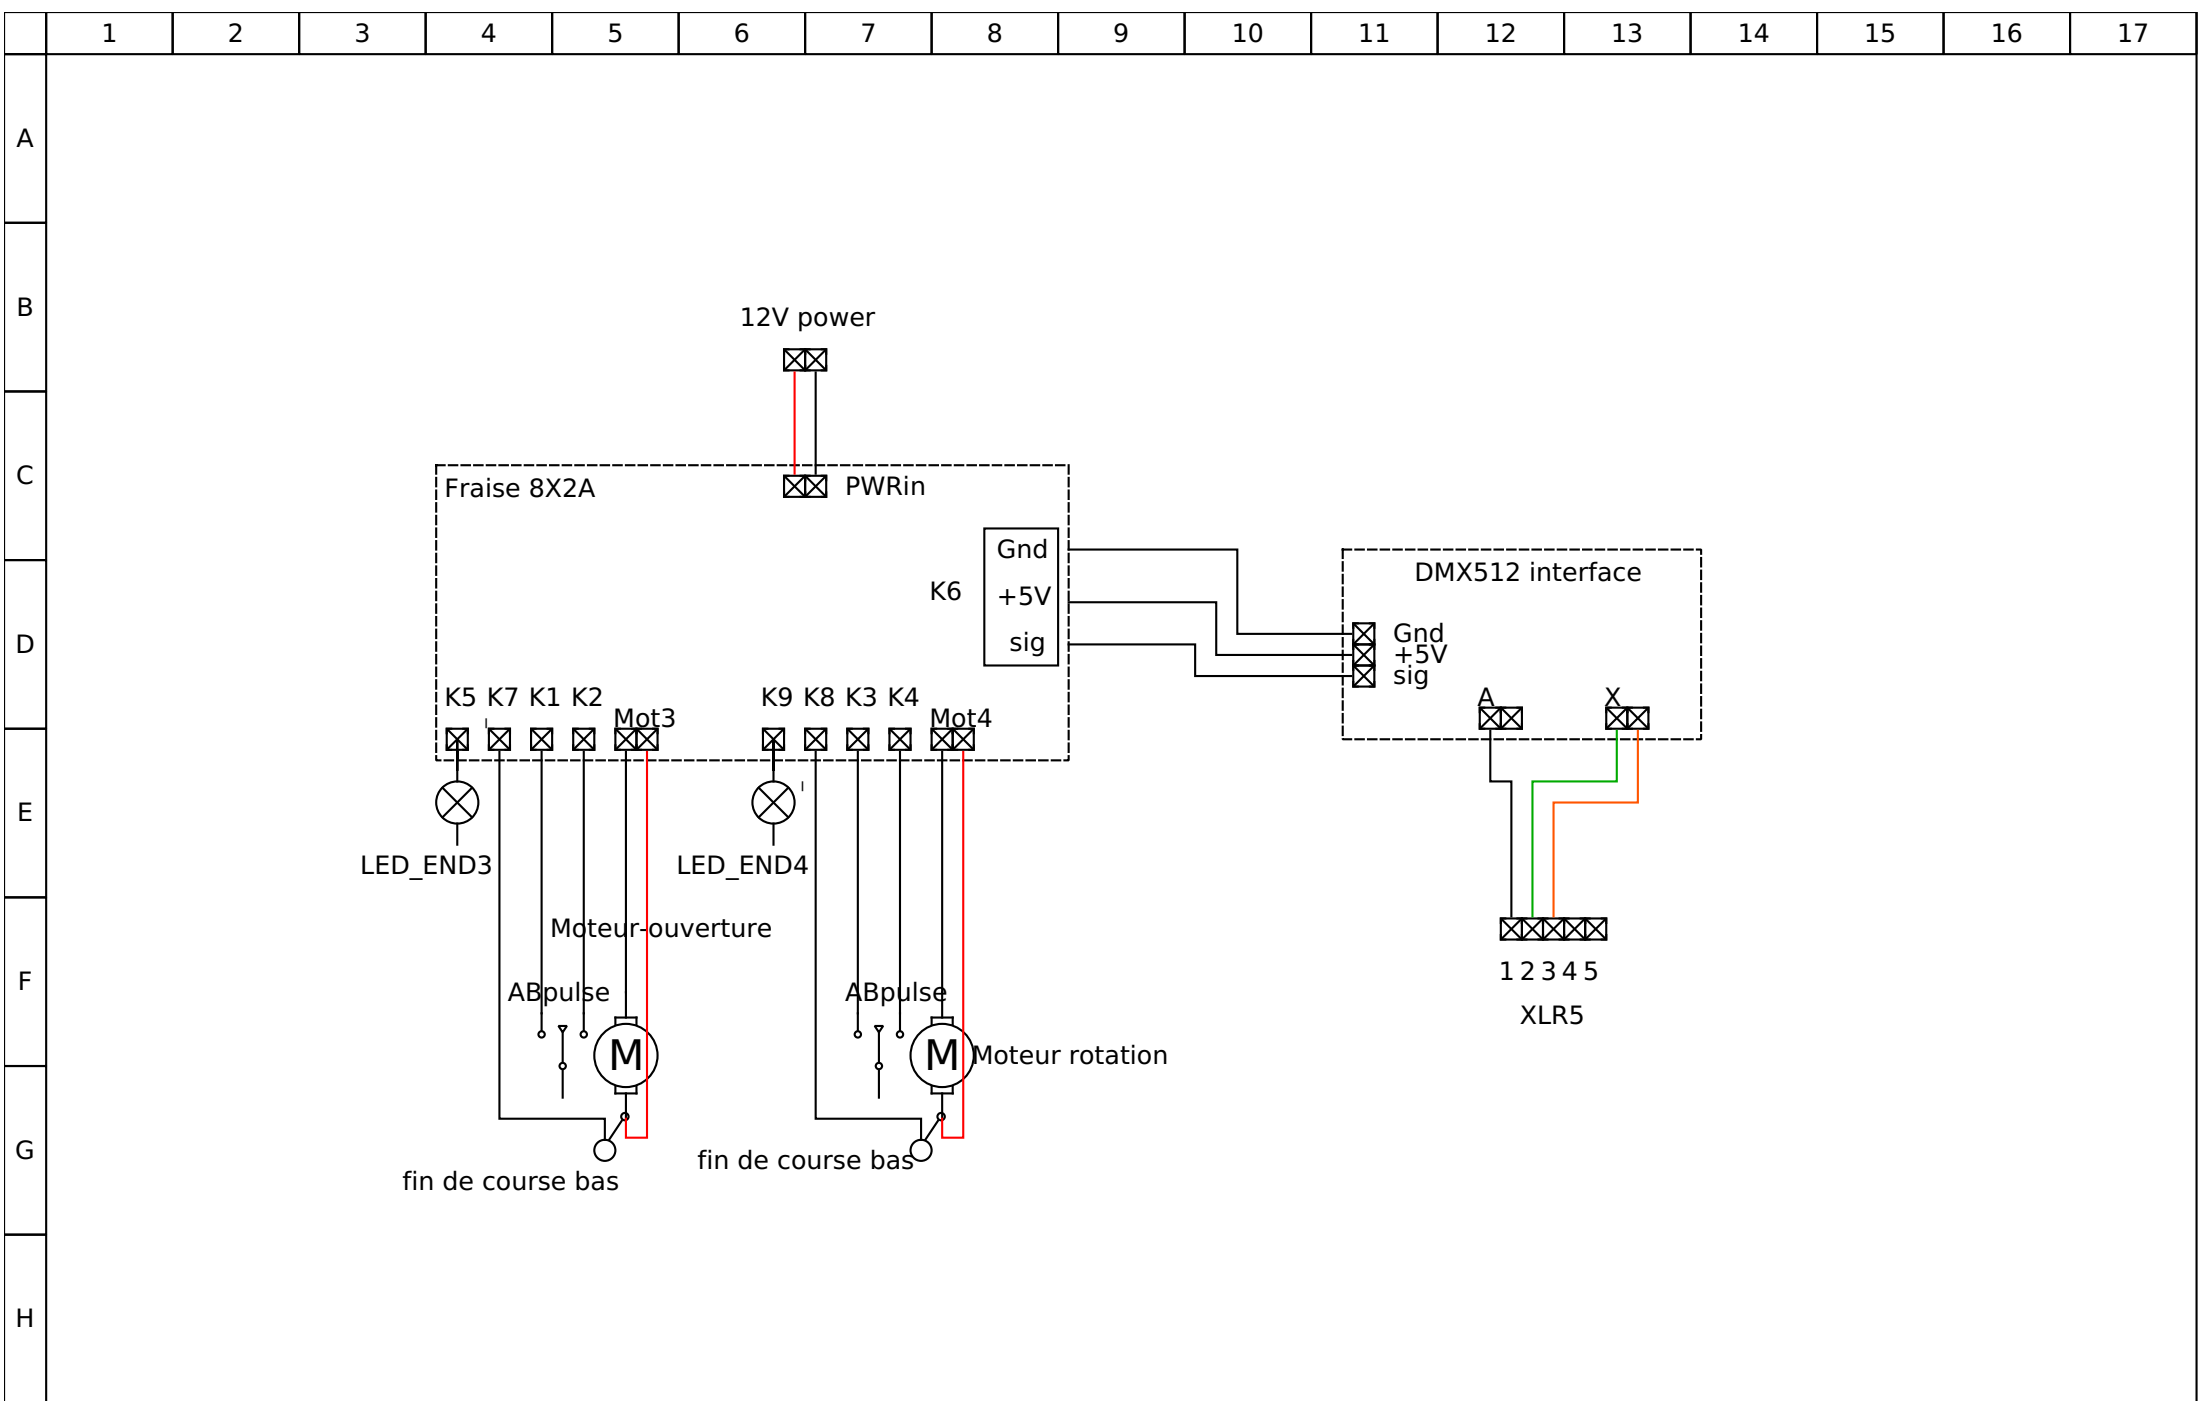 1 2 3 4 5 6 7 8 9 10 11 12 13 14 15 16 17
A
B
12V power
C
Fraise 8X2A
PWRin
Gnd
K6
+5V
sig
DMX512 interface
D
Gnd
+5V
sig
K5 K7 K1 K2
Mot3
K9 K8 K3 K4
Mot4
A
X
E
LED_END3
LED_END4
Moteur-ouverture
F
ABpulse
ABpulse
1 2 3 4 5
XLR5
M
M
Moteur rotation
G
fin de course bas
fin de course bas
H